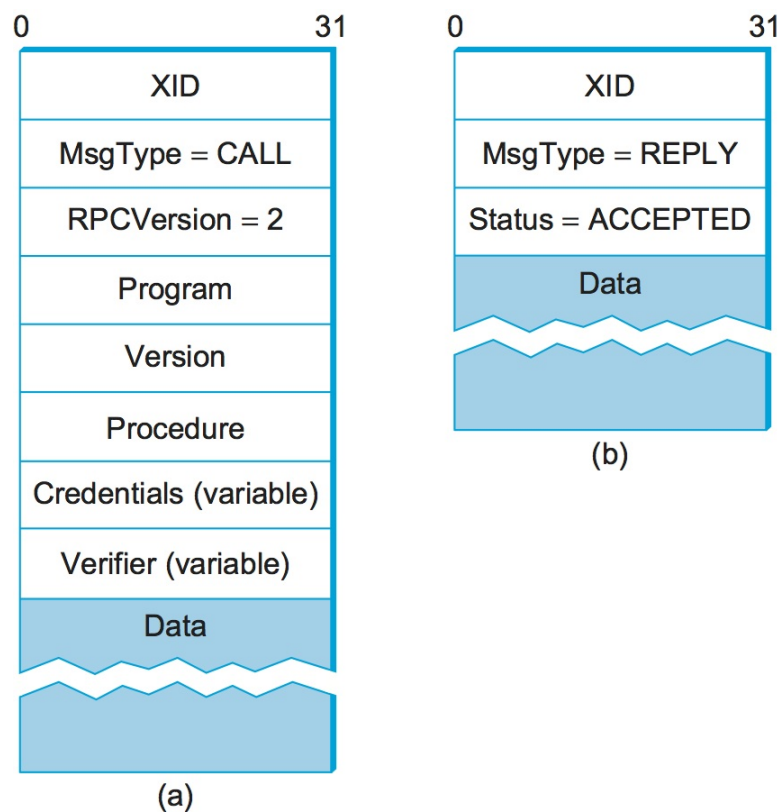 0 31
XID
MsgType = CALL
RPCVersion = 2
Program
Version
Procedure
Credentials (variable)
Verifier (variable)
Data
(a)
0 31
XID
MsgType = REPLY
Status = ACCEPTED
Data
(b)